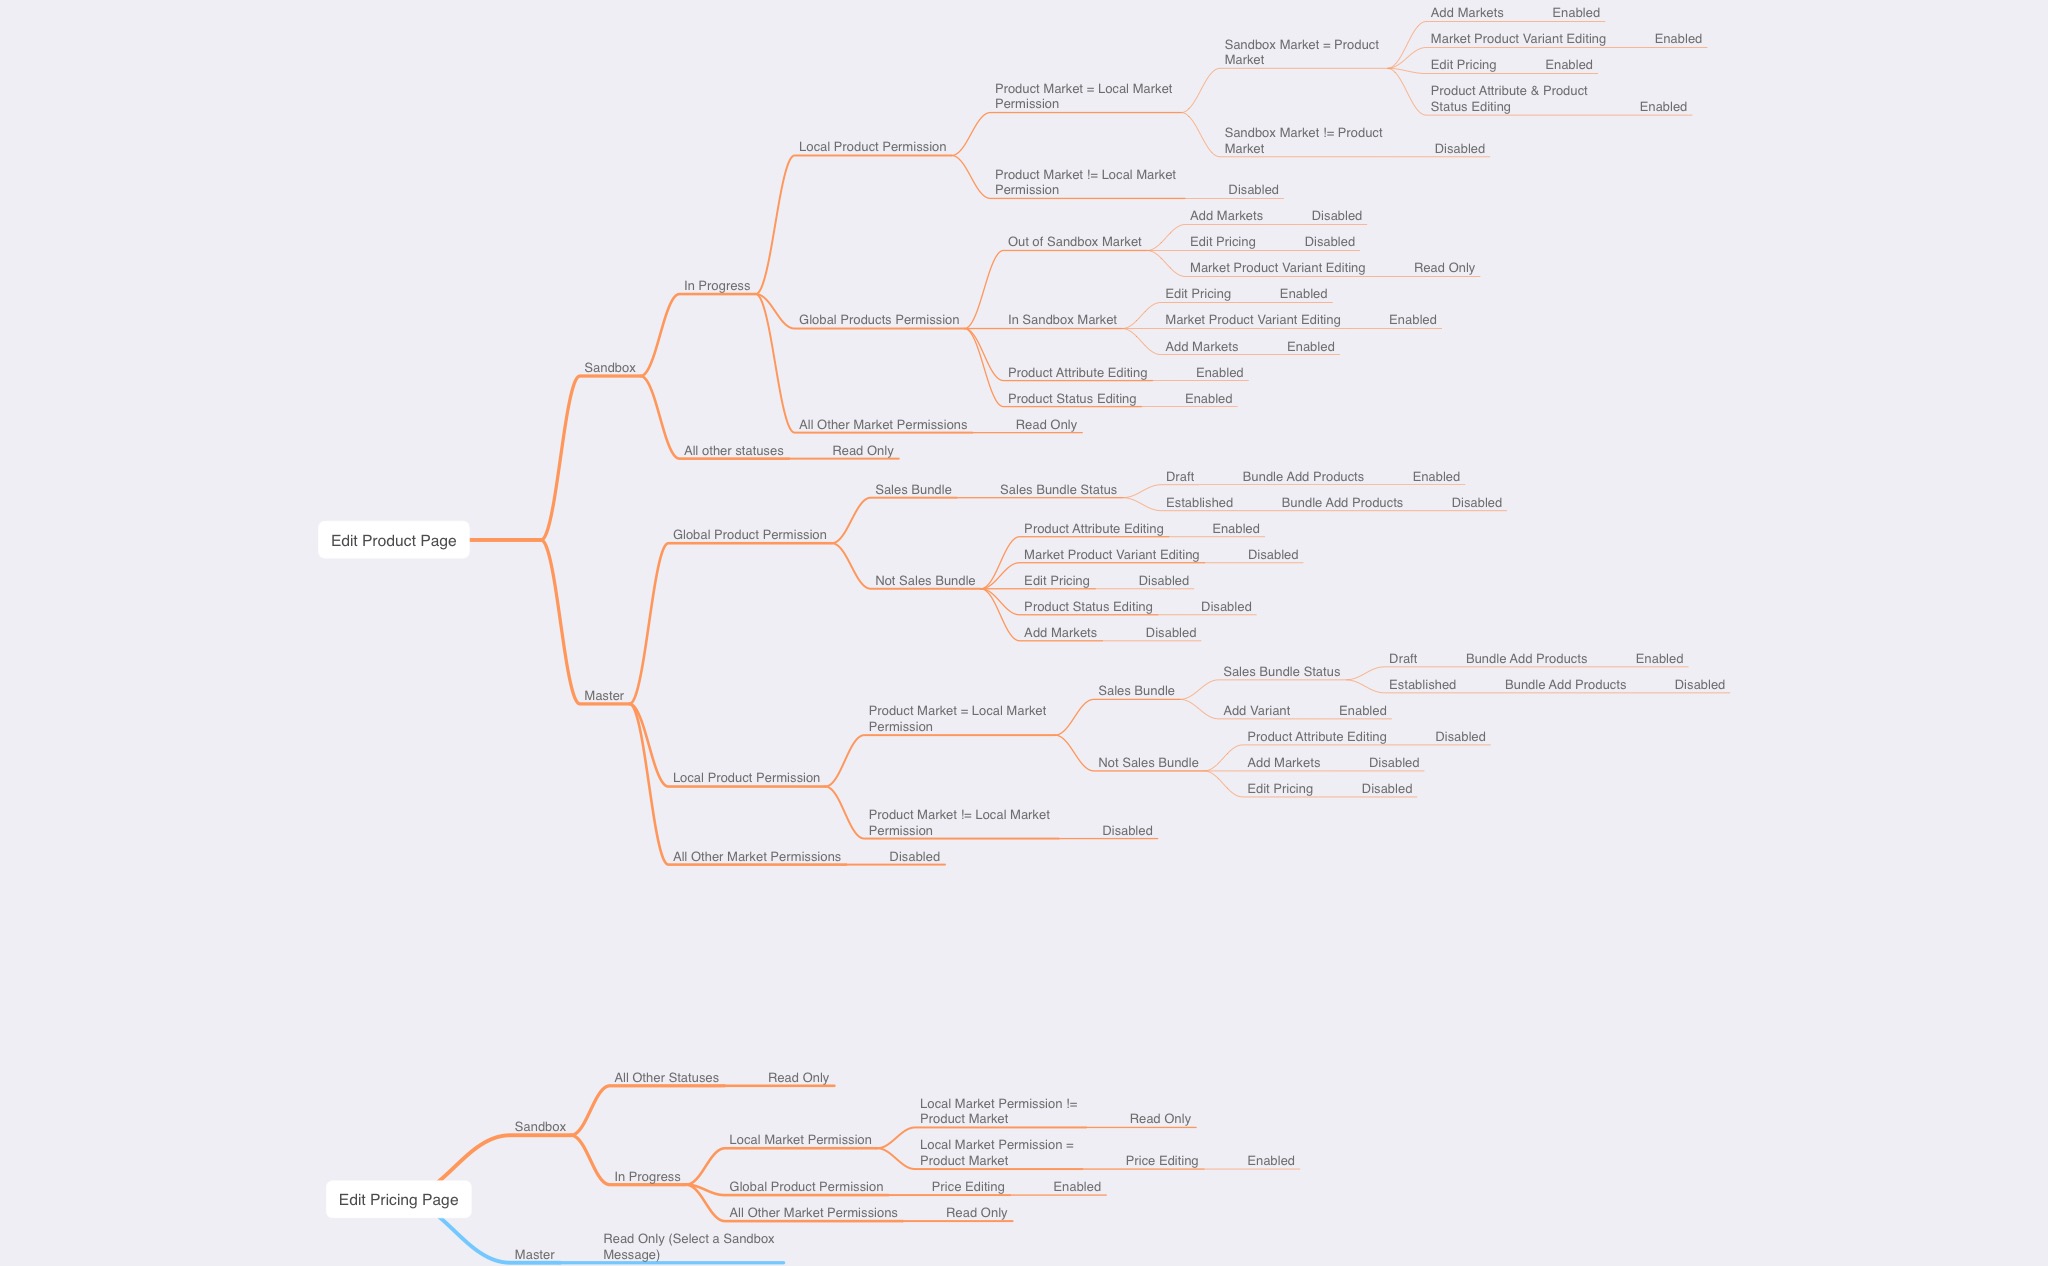 Edit Product Page
Sandbox
In Progress
Local Product Permission
Product Market = Local Market
Permission
Sandbox Market = Product
Market
Add Markets Enabled
Market Product Variant Editing Enabled
Edit Pricing Enabled
Product Attribute & Product
Status Editing Enabled
Sandbox Market != Product
Market Disabled
Product Market != Local Market
Permission Disabled
Global Products Permission
Out of Sandbox Market
Add Markets Disabled
Edit Pricing Disabled
Market Product Variant Editing Read Only
In Sandbox Market
Edit Pricing Enabled
Market Product Variant Editing Enabled
Add Markets Enabled
Product Attribute Editing Enabled
Product Status Editing Enabled
All Other Market Permissions Read Only
All other statuses Read Only
Master
Global Product Permission
Sales Bundle Sales Bundle Status
Draft Bundle Add Products Enabled
Established Bundle Add Products Disabled
Not Sales Bundle
Product Attribute Editing Enabled
Market Product Variant Editing Disabled
Edit Pricing Disabled
Product Status Editing Disabled
Add Markets Disabled
Local Product Permission
Product Market = Local Market
Permission
Sales Bundle
Sales Bundle Status
Draft Bundle Add Products Enabled
Established Bundle Add Products Disabled
Add Variant Enabled
Not Sales Bundle
Product Attribute Editing Disabled
Add Markets Disabled
Edit Pricing Disabled
Product Market != Local Market
Permission Disabled
All Other Market Permissions Disabled
Edit Pricing Page
Sandbox
All Other Statuses Read Only
In Progress
Local Market Permission
Local Market Permission !=
Product Market Read Only
Local Market Permission =
Product Market Price Editing Enabled
Global Product Permission Price Editing Enabled
All Other Market Permissions Read Only
Master
Read Only (Select a Sandbox
Message)